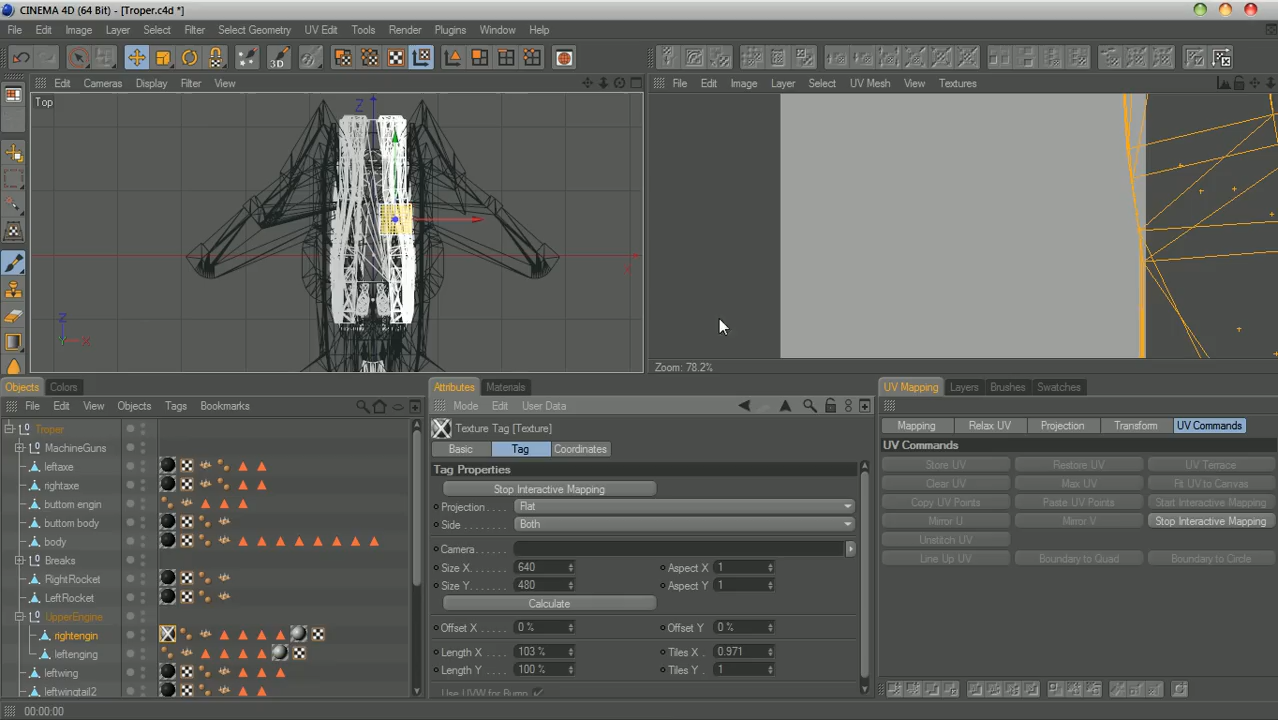 CINEMA 4D (64 Bit) - [Troper.c4d *]
File Edit Image Layer Select Filter Select Geometry UV Edit Tools Render Plugins Window Help
3D
Edit Cameras Display Filter View
File Edit Image Layer Select UV Mesh View Textures
Top
Z
Z
Y X
X
Zoom: 78.2%
Objects Colors
File Edit View Objects Tags Bookmarks
Troper
MachineGuns
leftaxe
rightaxe
buttom engin
buttom body
body
Breaks
RightRocket
LeftRocket
UpperEngine
rightengin
leftenging
leftwing
leftwingtail2
Attributes Materials
Mode Edit User Data
Texture Tag [Texture]
Basic Tag Coordinates
Tag Properties
Stop Interactive Mapping
Projection . . . . Flat
Side . . . . . . . . Both
Camera . . . . . .
Size X. . . . . . . 640 Aspect X 1
Size Y. . . . . . . 480 Aspect Y 1
Calculate
Offset X . . . . . 0 % Offset Y 0 %
Length X . . . . 103 % Tiles X . 0.971
Length Y . . . . 100 % Tiles Y . 1
Use UVW for Bump
UV Mapping Layers Brushes Swatches
Mapping Relax UV Projection Transform UV Commands
UV Commands
Store UV Restore UV UV Terrace
Clear UV Max UV Fit UV to Canvas
Copy UV Points Paste UV Points Start Interactive Mapping
Mirror U Mirror V Stop Interactive Mapping
Unstitch UV
Line Up UV Boundary to Quad Boundary to Circle
00:00:00